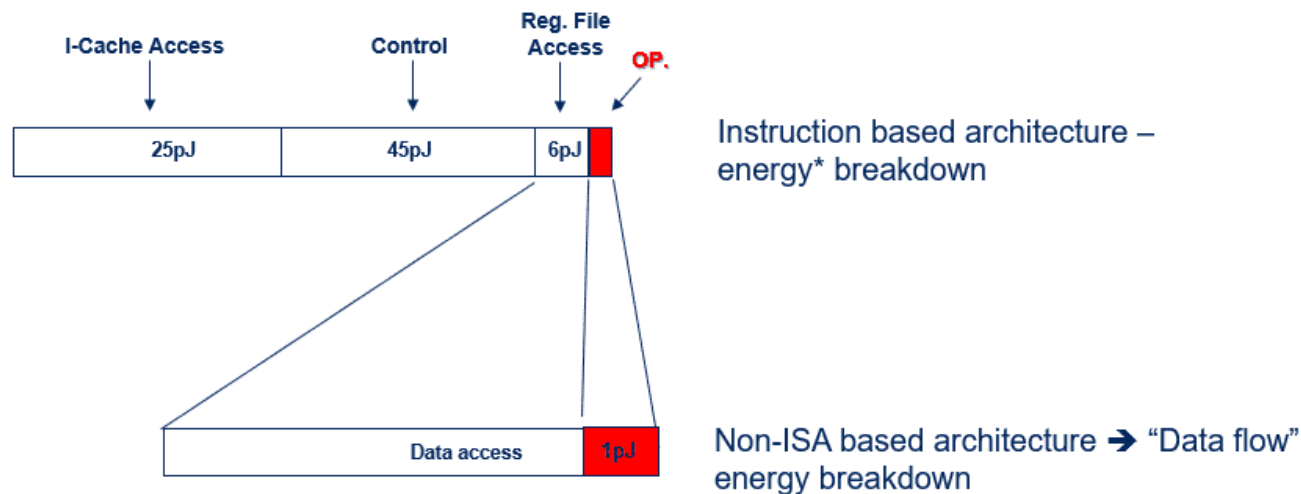 Reg. File
I-Cache Access
Control
Access
OP.
25pJ
45pJ
6pJ
Instruction based architecture –
energy* breakdown
Data access
1pJ
Non-ISA based architecture ➔ “Data flow”
energy breakdown